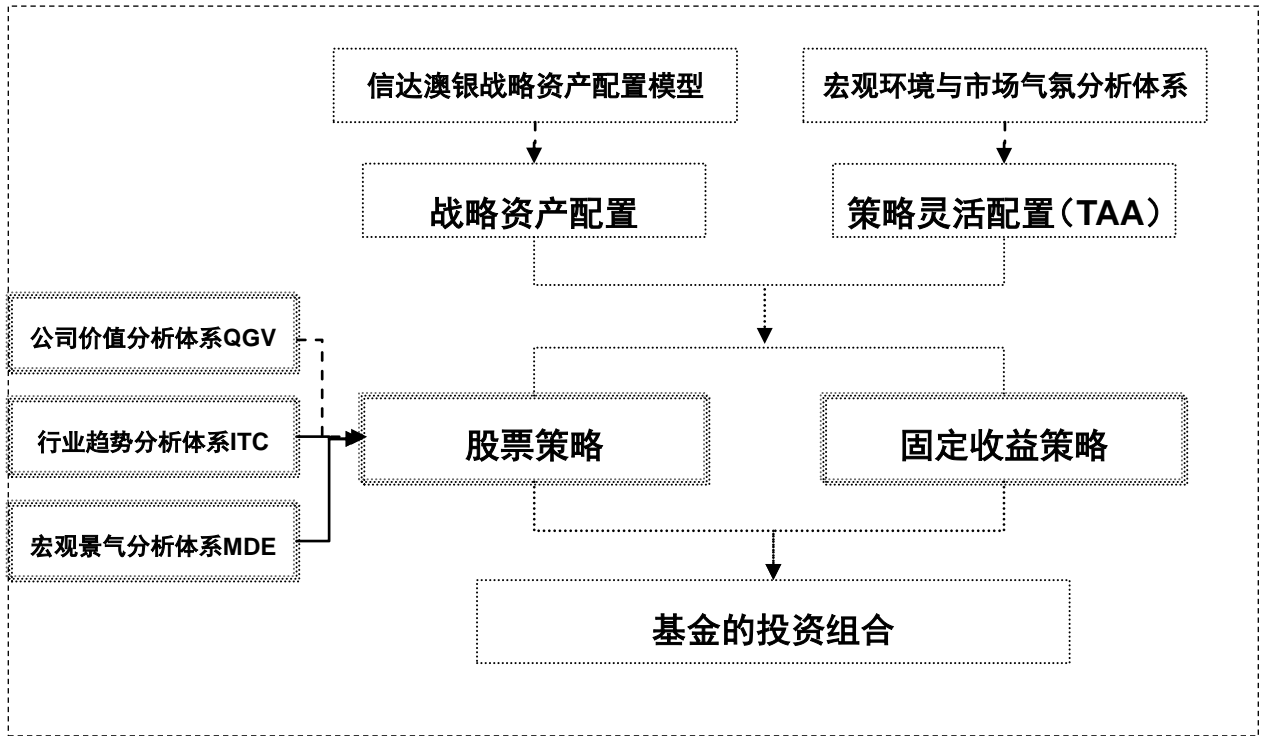 信达澳银战略资产配置模型
宏观环境与市场气氛分析体系
战略资产配置
策略灵活配置（TAA）
公司价值分析体系QGV
行业趋势分析体系ITC
股票策略
固定收益策略
宏观景气分析体系MDE
基金的投资组合